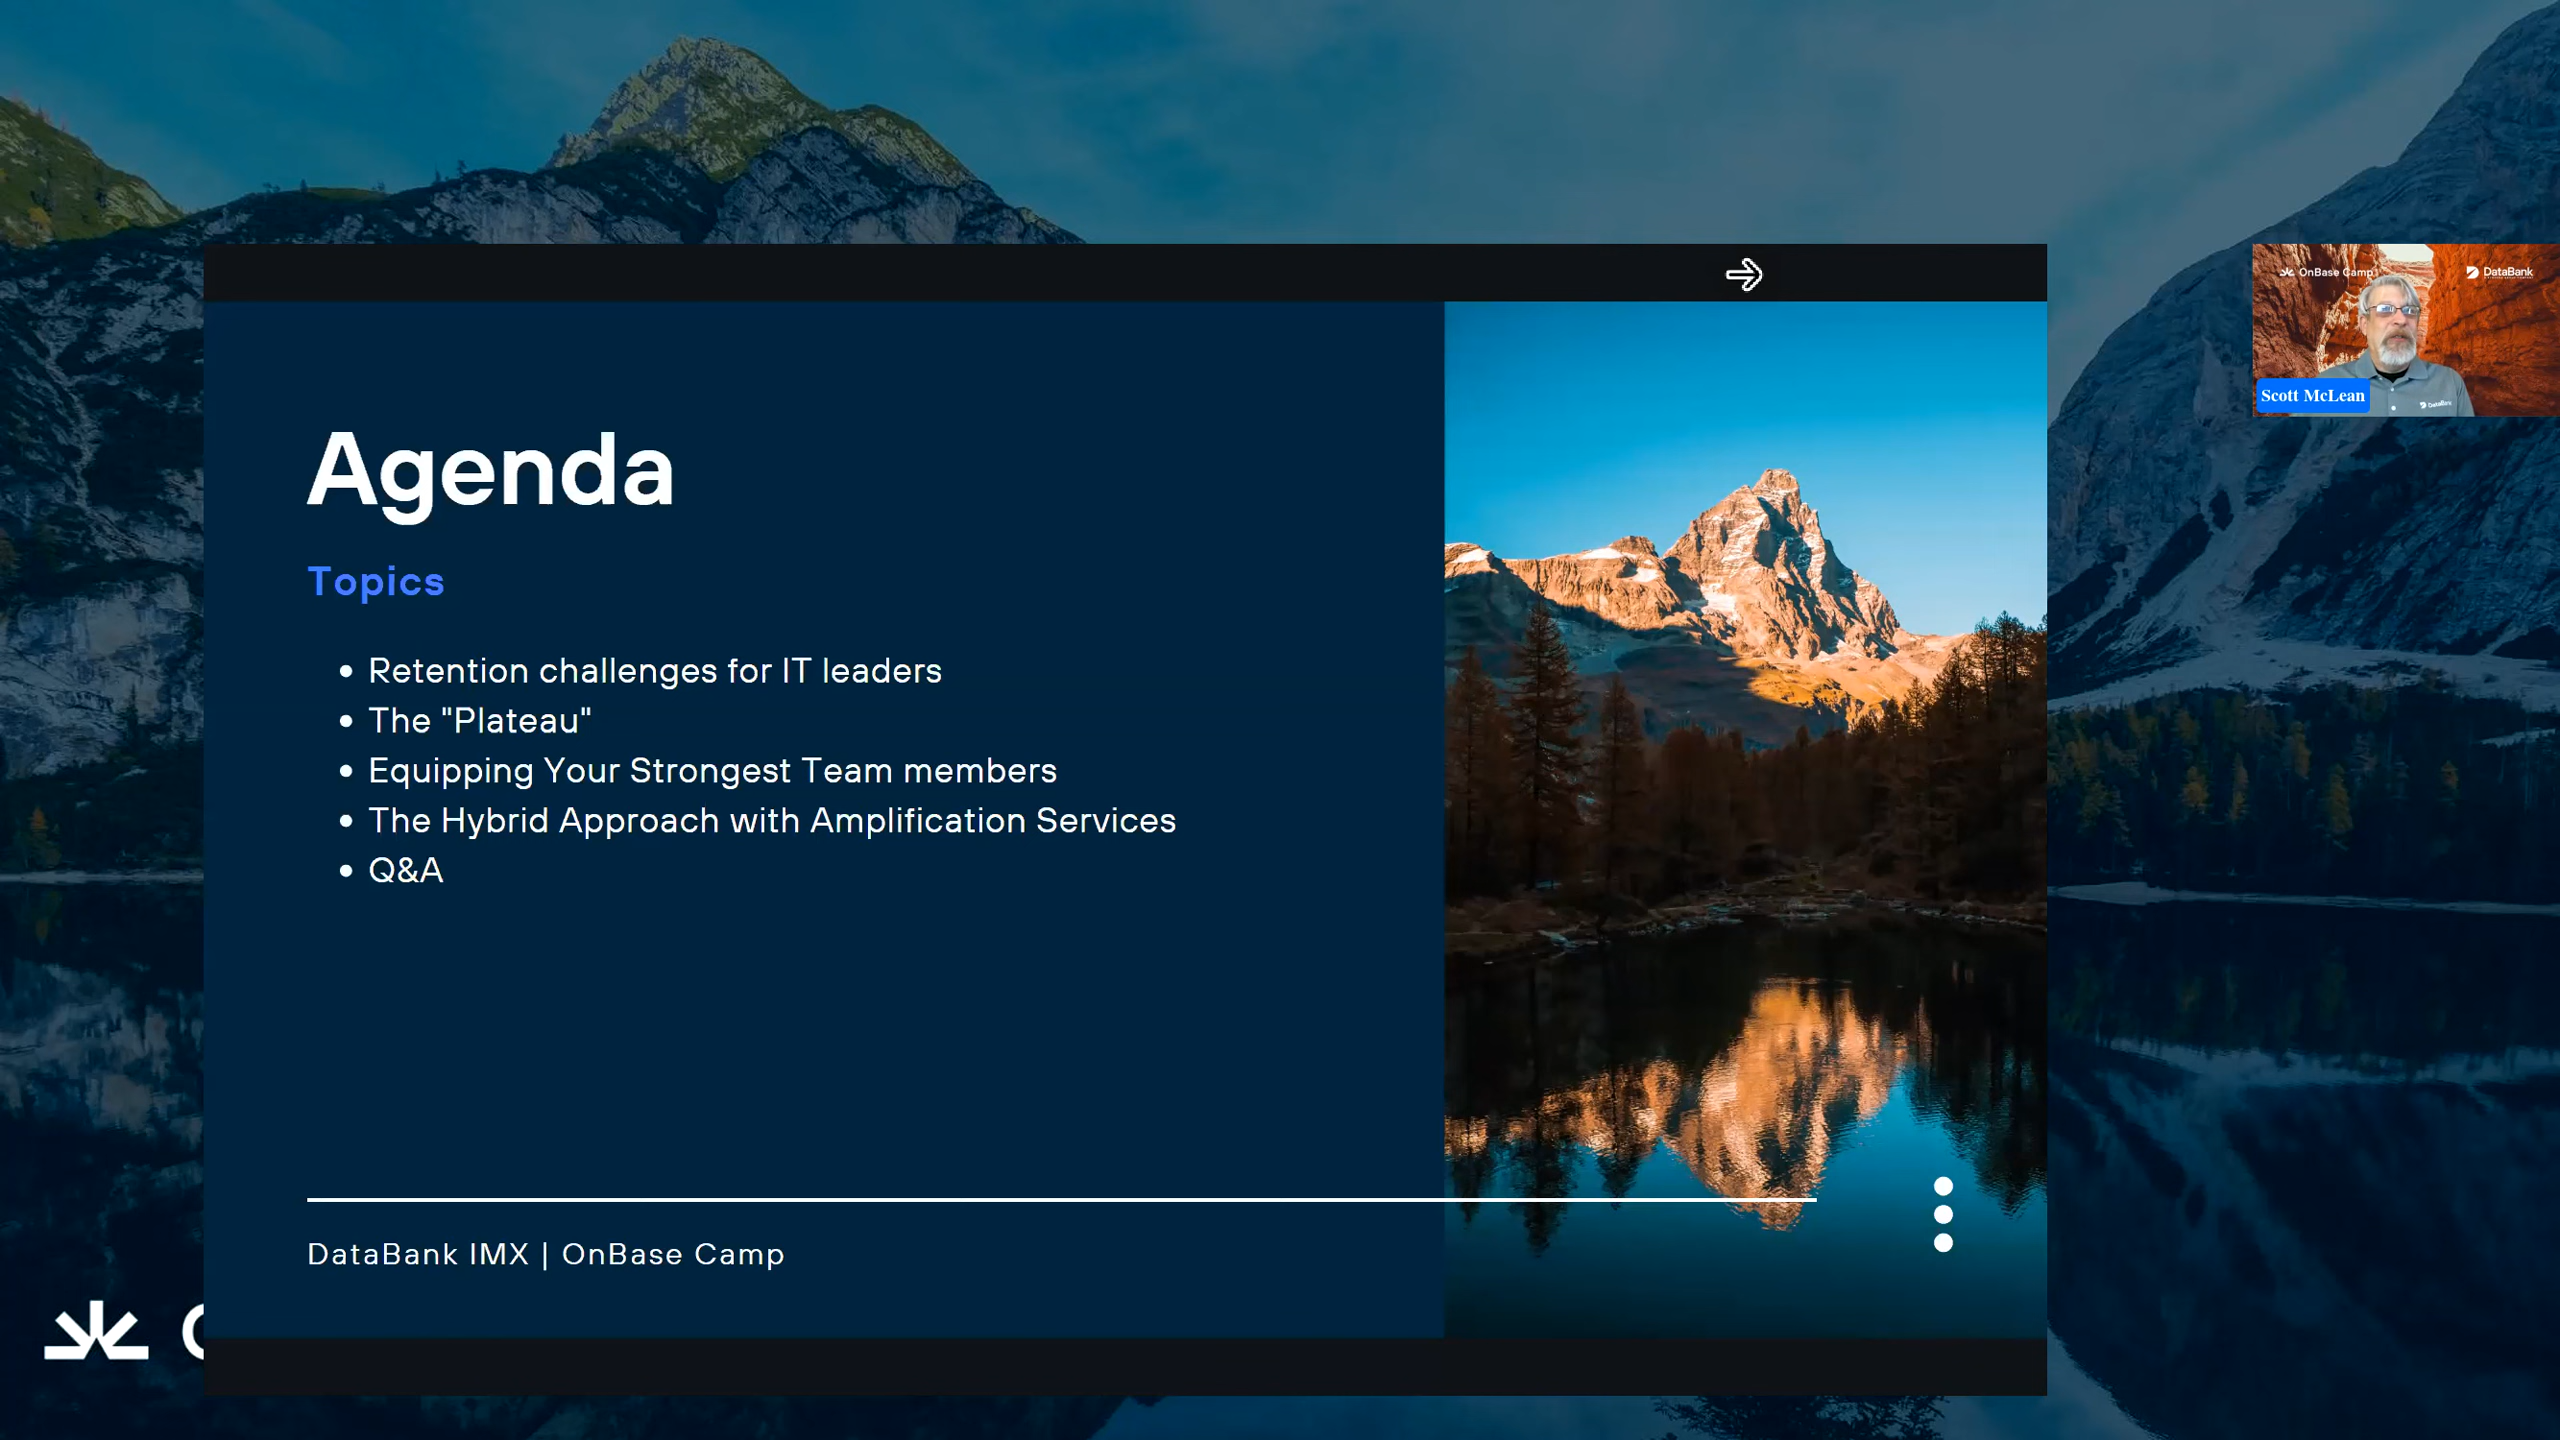 Agenda
Topics
• Retention challenges for IT leaders
• The "Plateau"
• Equipping Your Strongest Team members
• The Hybrid Approach with Amplification Services
• Q&A
DataBank IMX | OnBase Camp
OnBase Camp
DataBank
Scott McLean
DataBank